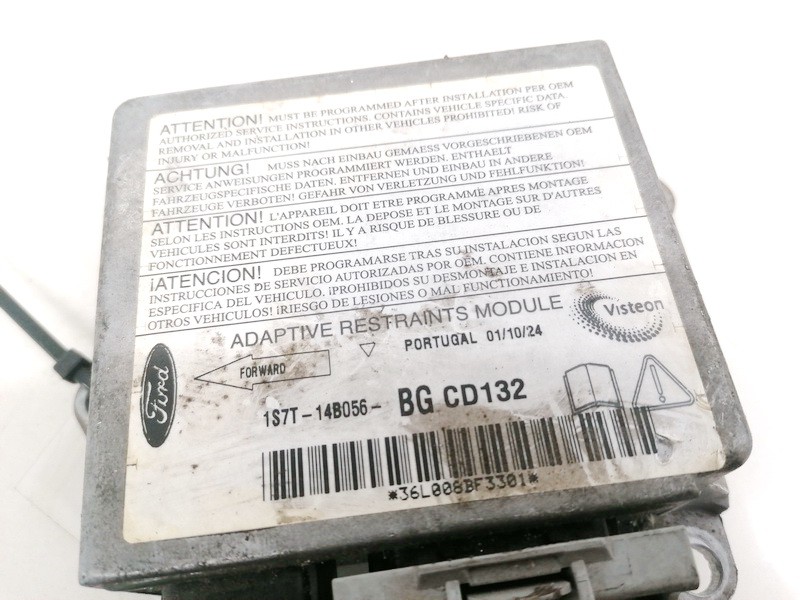 ATTENTION! MUST BE PROGRAMMED AFTER INSTALLATION PER OEM
AUTHORIZED SERVICE INSTRUCTIONS. CONTAINS VEHICLE SPECIFIC DATA.
REMOVAL AND INSTALLATION IN OTHER VEHICLES PROHIBITED! RISK OF
INJURY OR MALFUNCTION!
ACHTUNG! MUSS NACH EINBAU GEMAESS VORGESCHRIEBENEN OEM
SERVICE ANWEISUNGEN PROGRAMMIERT WERDEN. ENTHAELT
FAHRZEUGSPEZIFISCHE DATEN. ENTFERNEN UND EINBAU IN ANDERE
FAHRZEUGE VERBOTEN! GEFAHR VON VERLETZUNG UND FEHLFUNKTION!
ATTENTION! L'APPAREIL DOIT ETRE PROGRAMME APRES MONTAGE
SELON LES INSTRUCTIONS OEM. LA DEPOSE ET LE MONTAGE SUR D'AUTRES
VEHICULES SONT INTERDITS! IL Y A RISQUE DE BLESSURE OU DE
FONCTIONNEMENT DEFECTUEUX!
¡ATENCION! DEBE PROGRAMARSE TRAS SU INSTALACION SEGUN LAS
INSTRUCCIONES DE SERVICIO AUTORIZADAS POR OEM. CONTIENE INFORMACION
ESPECIFICA DEL VEHICULO. ¡PROHIBIDOS SU DESMONTAJE E INSTALACION EN
OTROS VEHICULOS! ¡RIESGO DE LESIONES O MAL FUNCIONAMIENTO!
ADAPTIVE RESTRAINTS MODULE
Visteon
PORTUGAL 01/10/24
FORWARD
Ford
1S7T-14B056- BG CD132
*36L008BF3301*